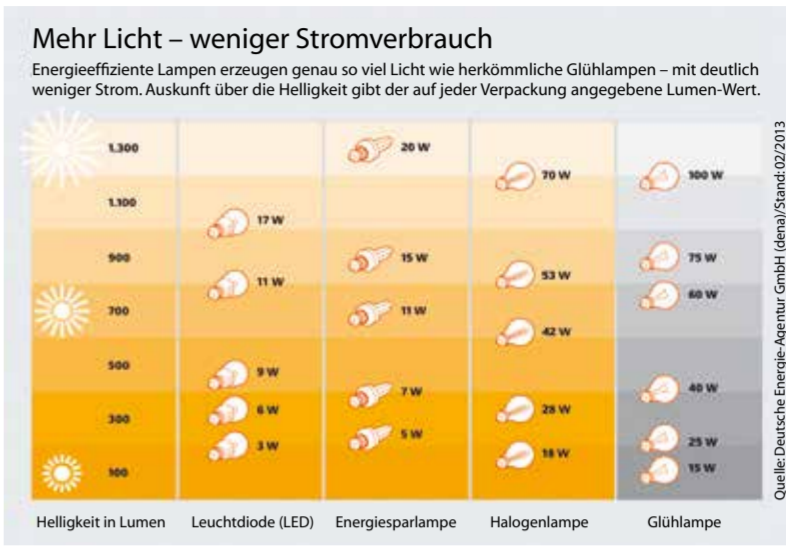 Mehr Licht – weniger Stromverbrauch
Energieeffiziente Lampen erzeugen genau so viel Licht wie herkömmliche Glühlampen – mit deutlich
weniger Strom. Auskunft über die Helligkeit gibt der auf jeder Verpackung angegebene Lumen-Wert.
1.300
20 W
70 W
100 W
1.100
17 W
900
15 W
75 W
11 W
53 W
60 W
700
11 W
42 W
500
9 W
7 W
40 W
300
6 W
28 W
5 W
3 W
25 W
18 W
100
15 W
Helligkeit in Lumen Leuchtdiode (LED) Energiesparlampe Halogenlampe Glühlampe
Quelle: Deutsche Energie-Agentur GmbH (dena)/Stand: 02/2013